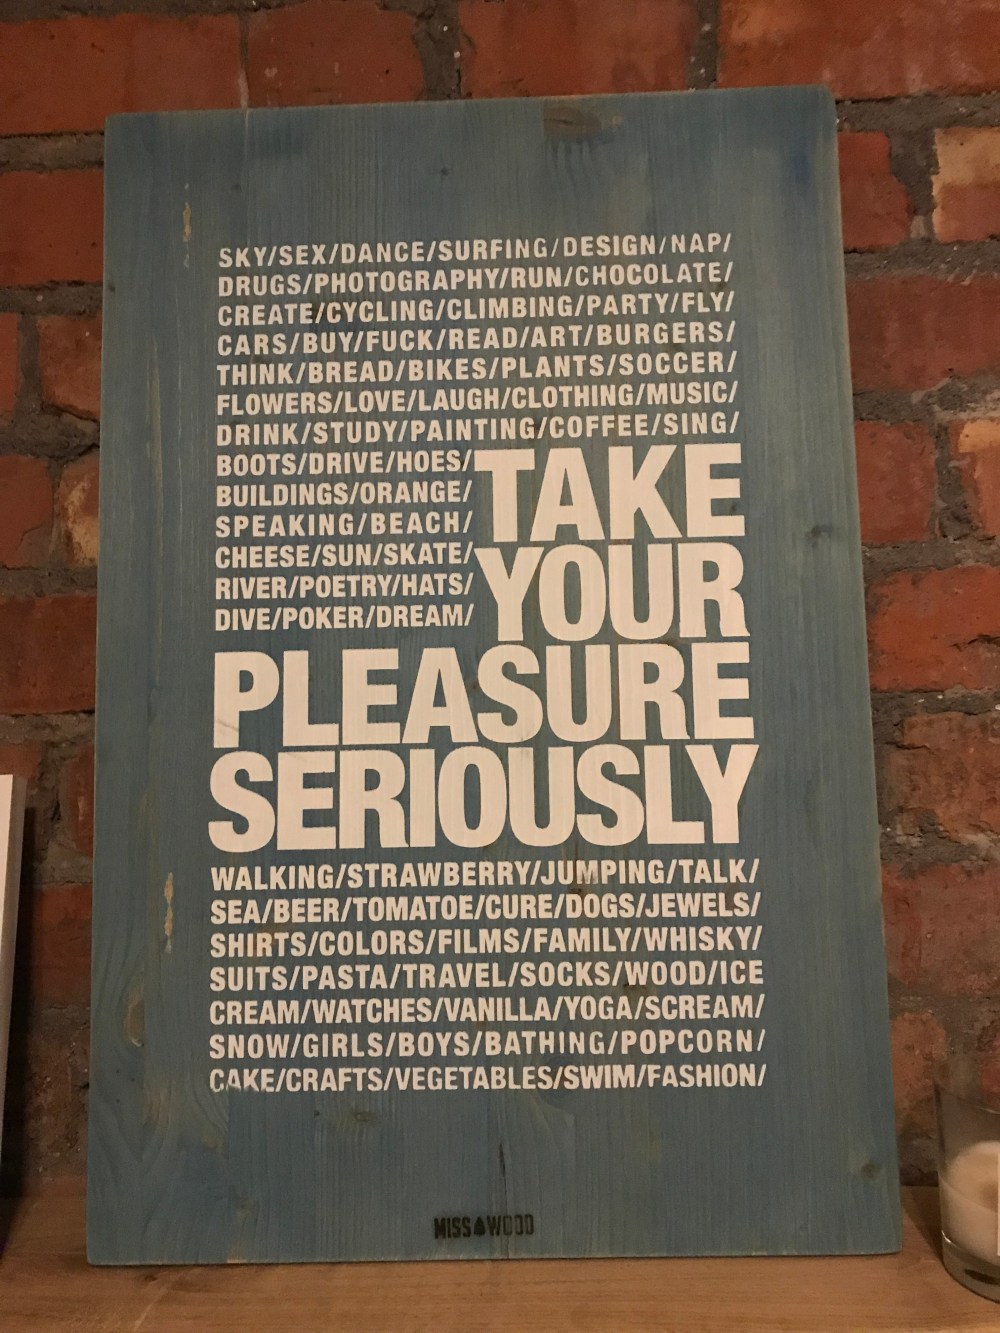 SKY/SEX/DANCE/SURFING/DESIGN/NAP/
DRUGS/PHOTOGRAPHY/RUN/CHOCOLATE/
CREATE/CYCLING/CLIMBING/PARTY/FLY/
CARS/BUY/FUCK/READ/ART/BURGERS/
THINK/BREAD/BIKES/PLANTS/SOCCER/
FLOWERS/LOVE/LAUGH/CLOTHING/MUSIC/
DRINK/STUDY/PAINTING/COFFEE/SING/
BOOTS/DRIVE/HOES/
BUILDINGS/ORANGE/
SPEAKING/BEACH/
CHEESE/SUN/SKATE/
RIVER/POETRY/HATS/
DIVE/POKER/DREAM/
TAKE
YOUR
PLEASURE
SERIOUSLY
WALKING/STRAWBERRY/JUMPING/TALK/
SEA/BEER/TOMATOE/CURE/DOGS/JEWELS/
SHIRTS/COLORS/FILMS/FAMILY/WHISKY/
SUITS/PASTA/TRAVEL/SOCKS/WOOD/ICE
CREAM/WATCHES/VANILLA/YOGA/SCREAM/
SNOW/GIRLS/BOYS/BATHING/POPCORN/
CAKE/CRAFTS/VEGETABLES/SWIM/FASHION/
MISS WOOD